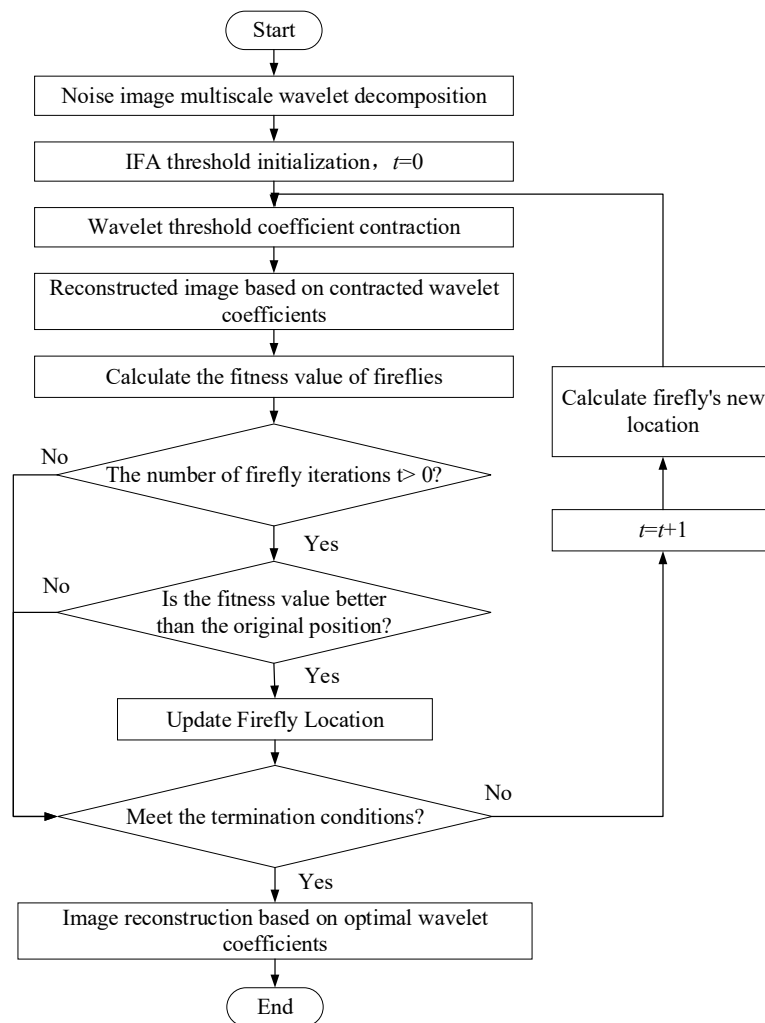 Start
Noise image multiscale wavelet decomposition
IFA threshold initialization，t=0
Wavelet threshold coefficient contraction
Reconstructed image based on contracted wavelet
coefficients
Calculate the fitness value of fireflies
Calculate firefly's new
location
No
The number of firefly iterations t> 0?
t=t+1
Yes
No
Is the fitness value better
than the original position?
Yes
Update Firefly Location
No
Meet the termination conditions?
Yes
Image reconstruction based on optimal wavelet
coefficients
End